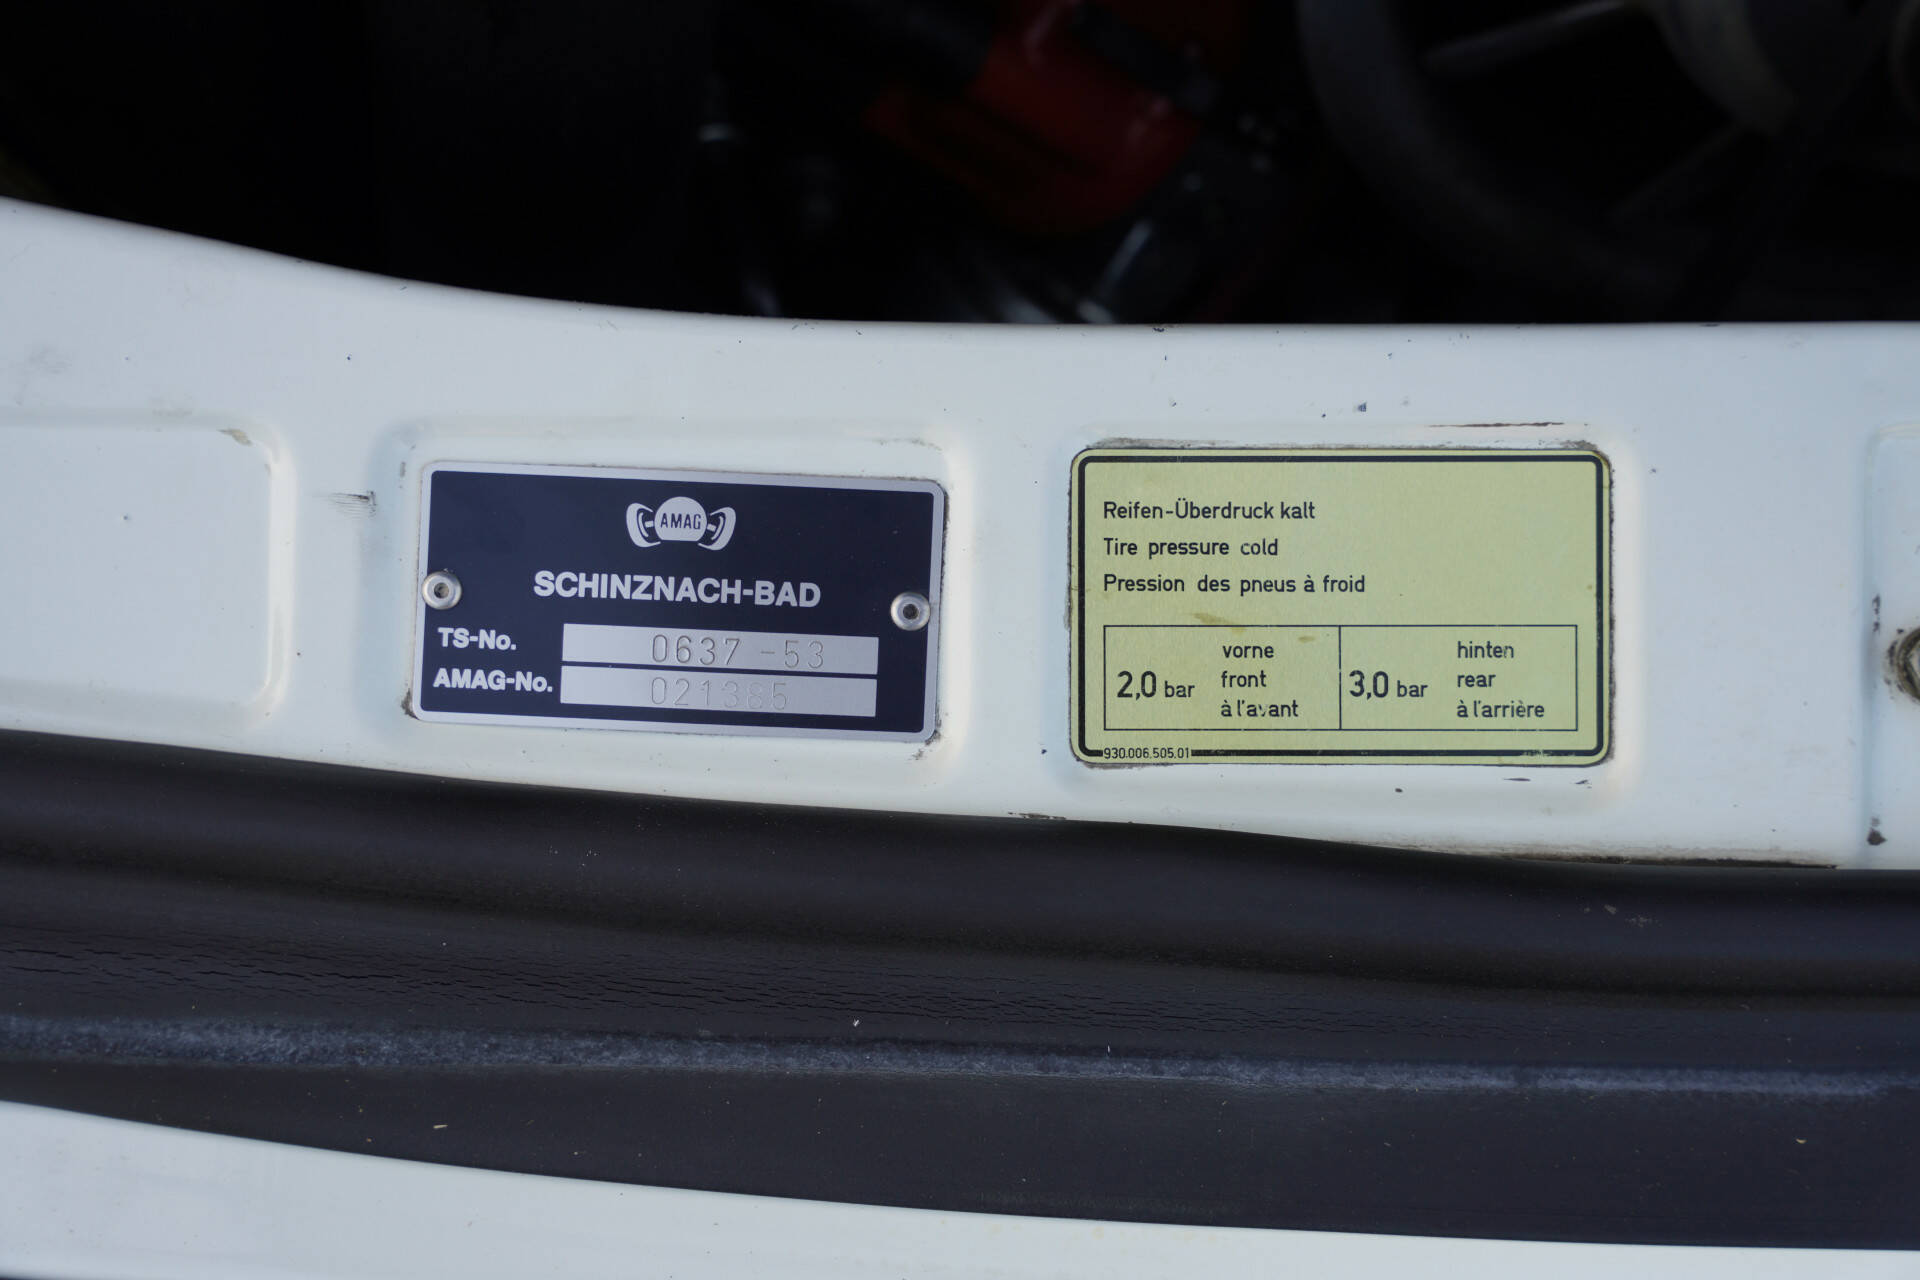 AMAG
SCHINZNACH-BAD
TS-No. 0637-53
AMAG-No. 021385
Reifen-Überdruck kalt
Tire pressure cold
Pression des pneus à froid
2,0 bar
vorne
front
à l'avant
3,0 bar
hinten
rear
à l'arrière
930.006.505.01